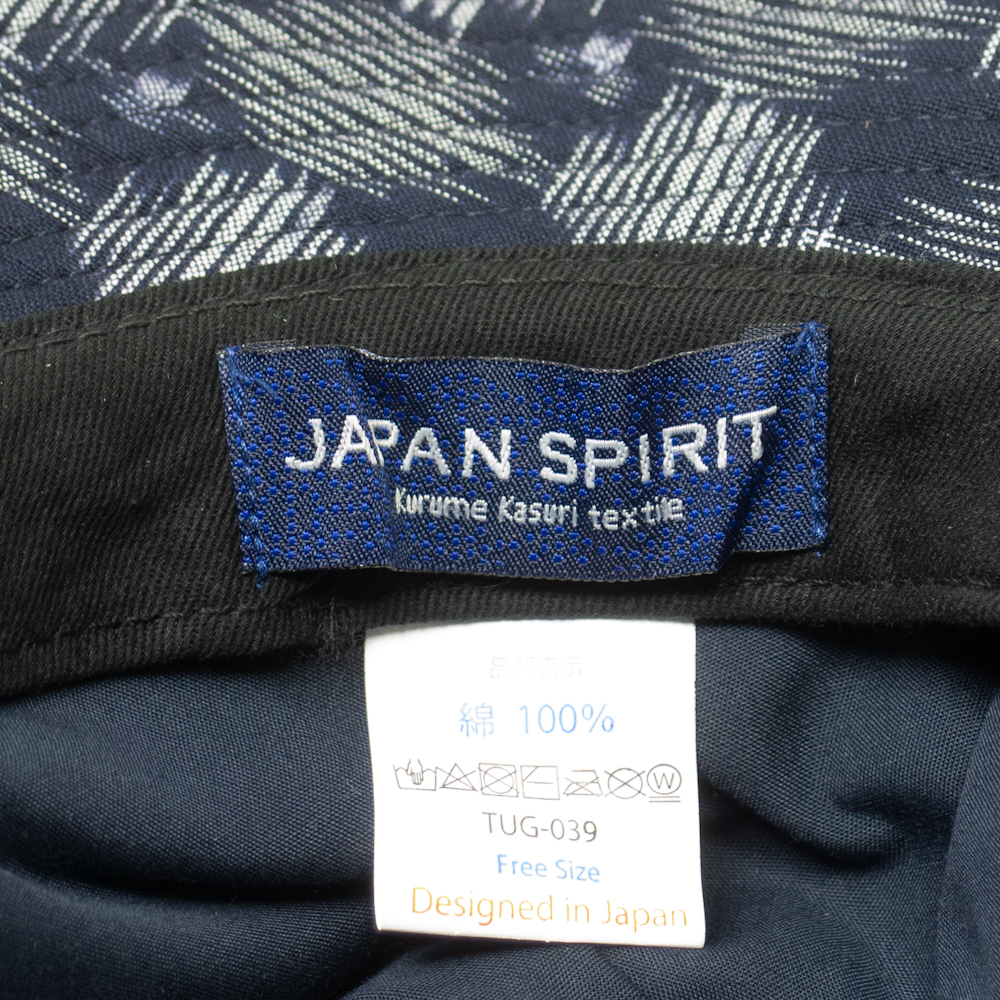 JAPAN SPIRIT
Kurume Kasuri textile
品質表示
綿 100%
W
TUG-039
Free Size
Designed in Japan